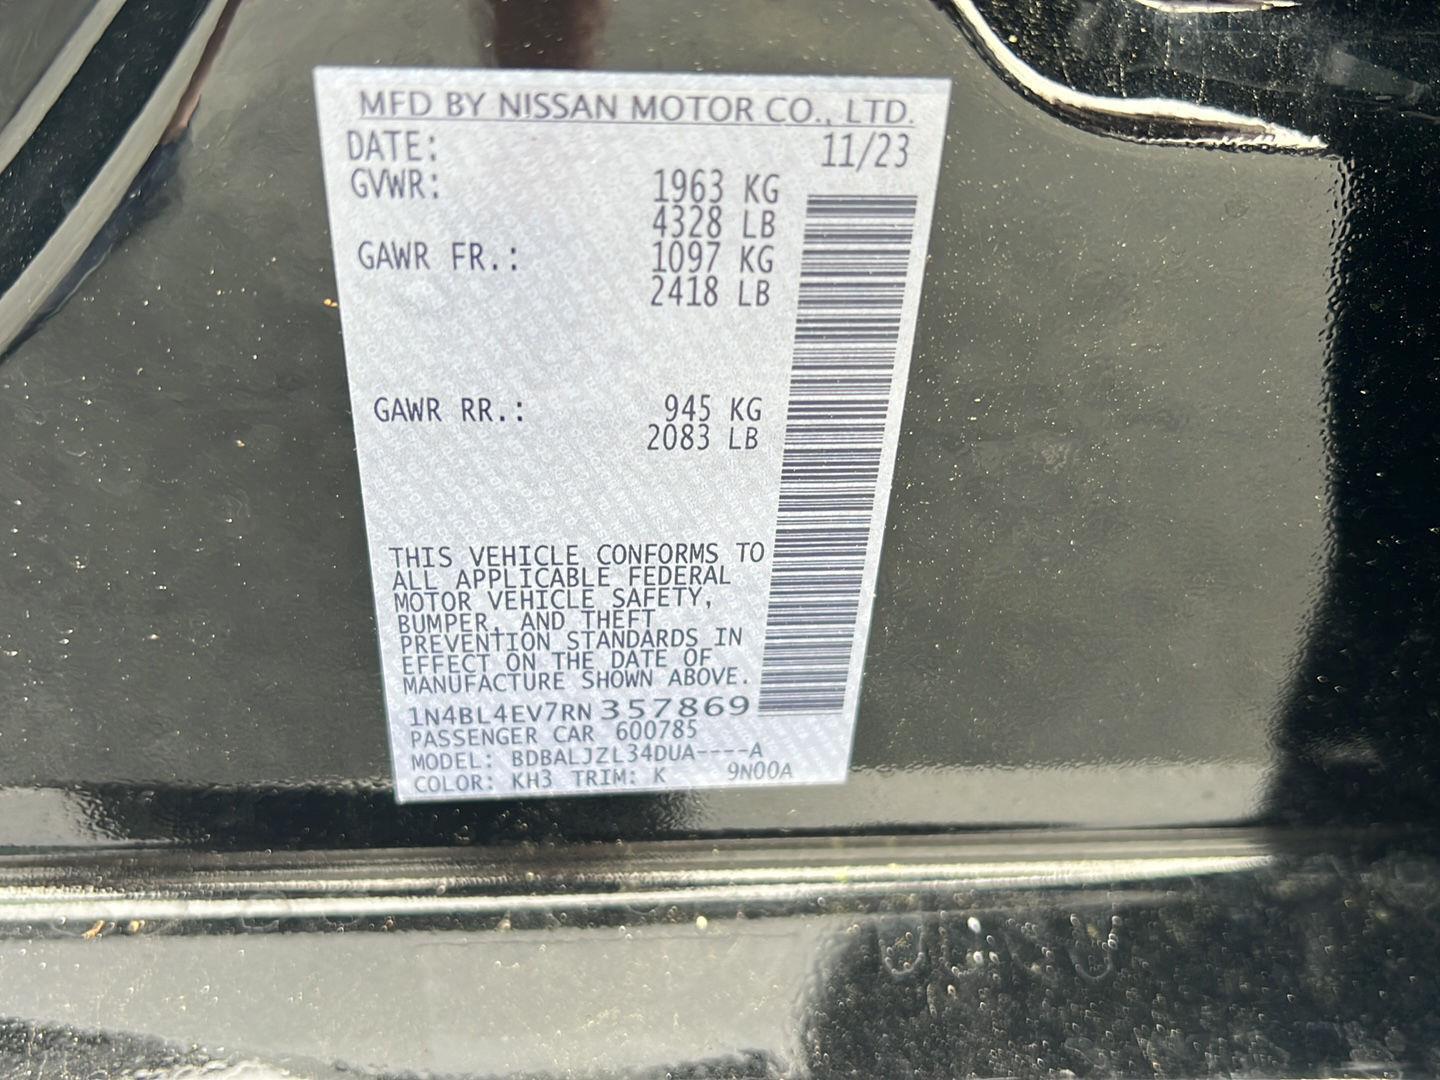 MFD BY NISSAN MOTOR CO., LTD.
DATE: 11/23
GVWR: 1963 KG
4328 LB
GAWR FR.: 1097 KG
2418 LB
GAWR RR.: 945 KG
2083 LB
THIS VEHICLE CONFORMS TO
ALL APPLICABLE FEDERAL
MOTOR VEHICLE SAFETY,
BUMPER, AND THEFT
PREVENTION STANDARDS IN
EFFECT ON THE DATE OF
MANUFACTURE SHOWN ABOVE.
1N4BL4EV7RN357869
PASSENGER CAR 600785
MODEL: BDBALJZL34DUA----A
COLOR: KH3 TRIM: K 9N00A